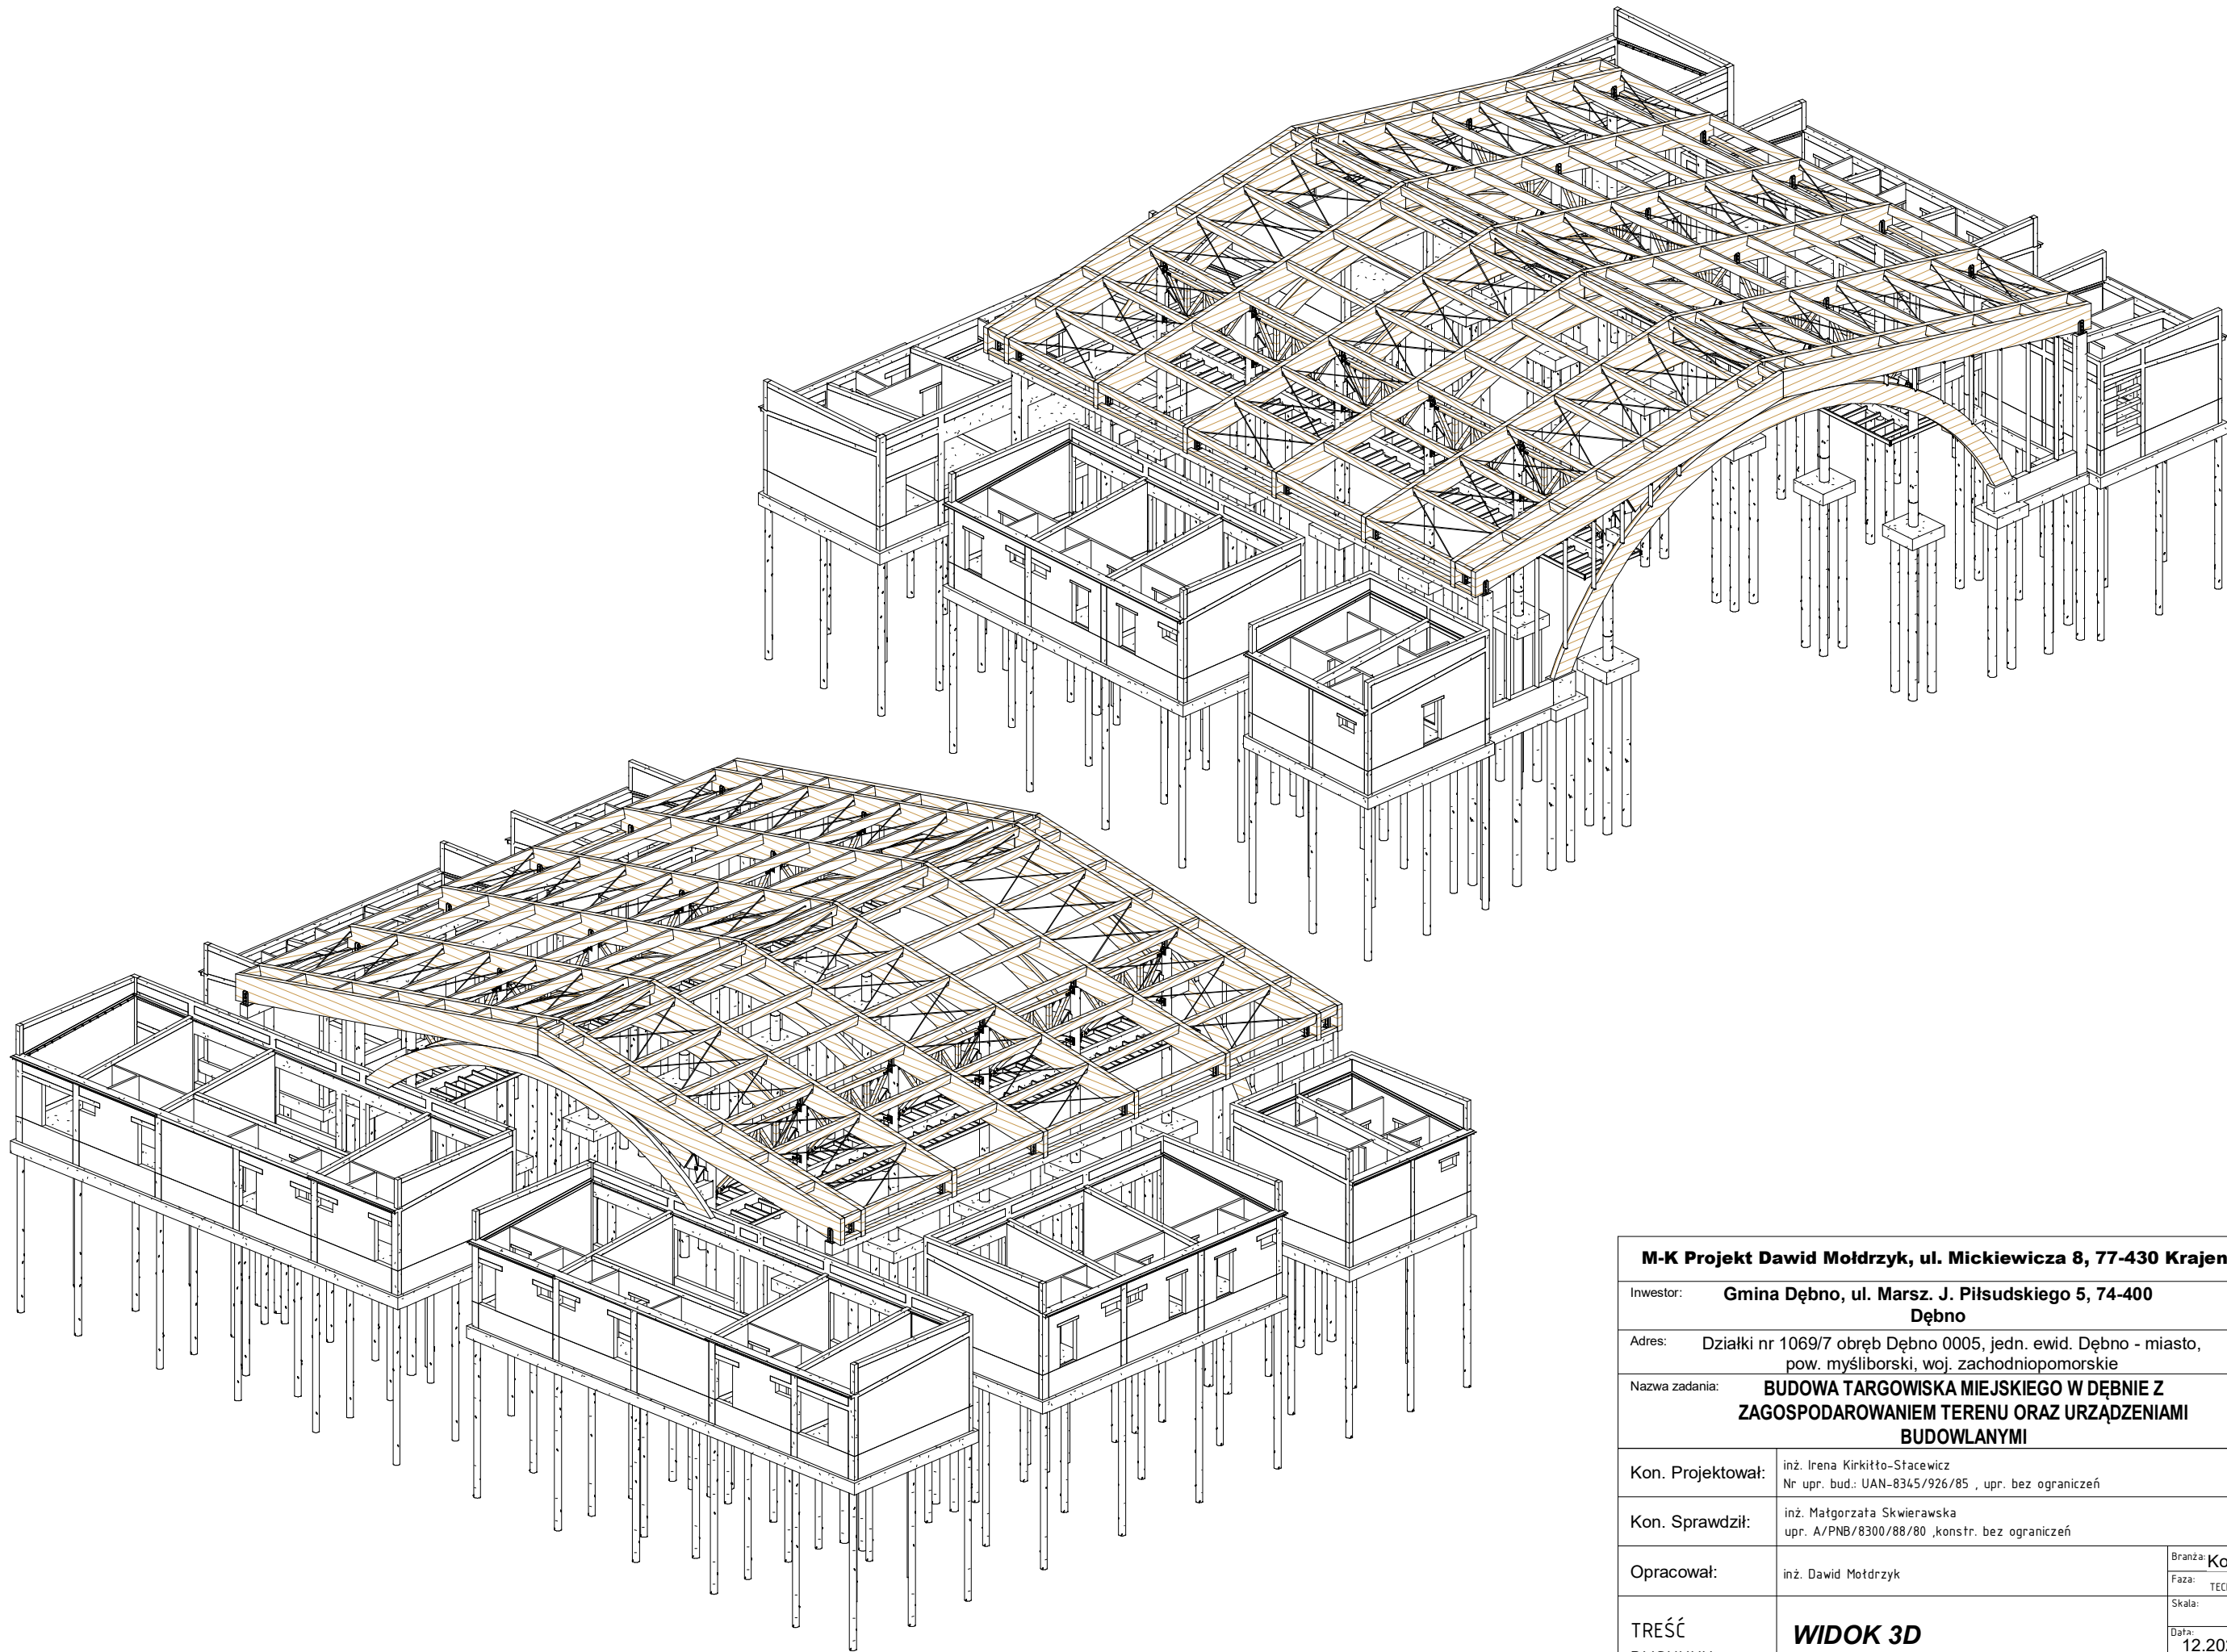 M-K Projekt Dawid Mołdrzyk, ul. Mickiewicza 8, 77-430
Inwestor: Gmina Dębno, ul. Marsz. J. Piłsudskiego 5, 74-400
Dębno
Adres: Działki nr 1069/7 obręb Dębno 0005, jedn. ewid. Dębno - miasto,
pow. myśliborski, woj. zachodniopomorskie
Nazwa zadania: BUDOWA TARGOWISKA MIEJSKIEGO W DĘBNIE Z
ZAGOSPODAROWANIEM TERENU ORAZ URZĄDZENIAMI
BUDOWLANYMI
Kon. Projektował: inż. Irena Kirkiłło-Stacewicz
Nr upr. bud.: UAN-8345/926/85 , upr. bez ograniczeń
Kon. Sprawdził: inż. Małgorzata Skwierawska
upr. A/PNB/8300/88/80 ,konstr. bez ograniczeń
Opracował: inż. Dawid Mołdrzyk
Branża:
Faza:
Skala:
TREŚĆ WIDOK 3D
Data: